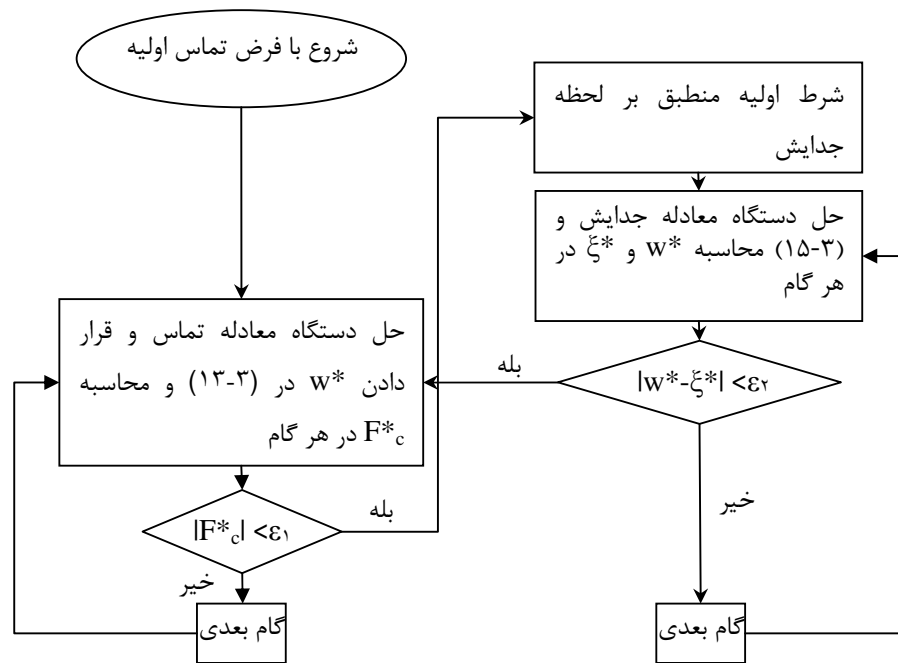 شروع با فرض تماس اولیه
شرط اولیه منطبق بر لحظه
جدایش
حل دستگاه معادله جدایش و
(۳-۱۵) محاسبه w* و ξ* در
هر گام
حل دستگاه معادله تماس و قرار
دادن w* در (۳-۱۳) و محاسبه
F*c در هر گام
بله
|w*-ξ*| <ε۲
خیر
|F*c| <ε۱
بله
خیر
گام بعدی
گام بعدی